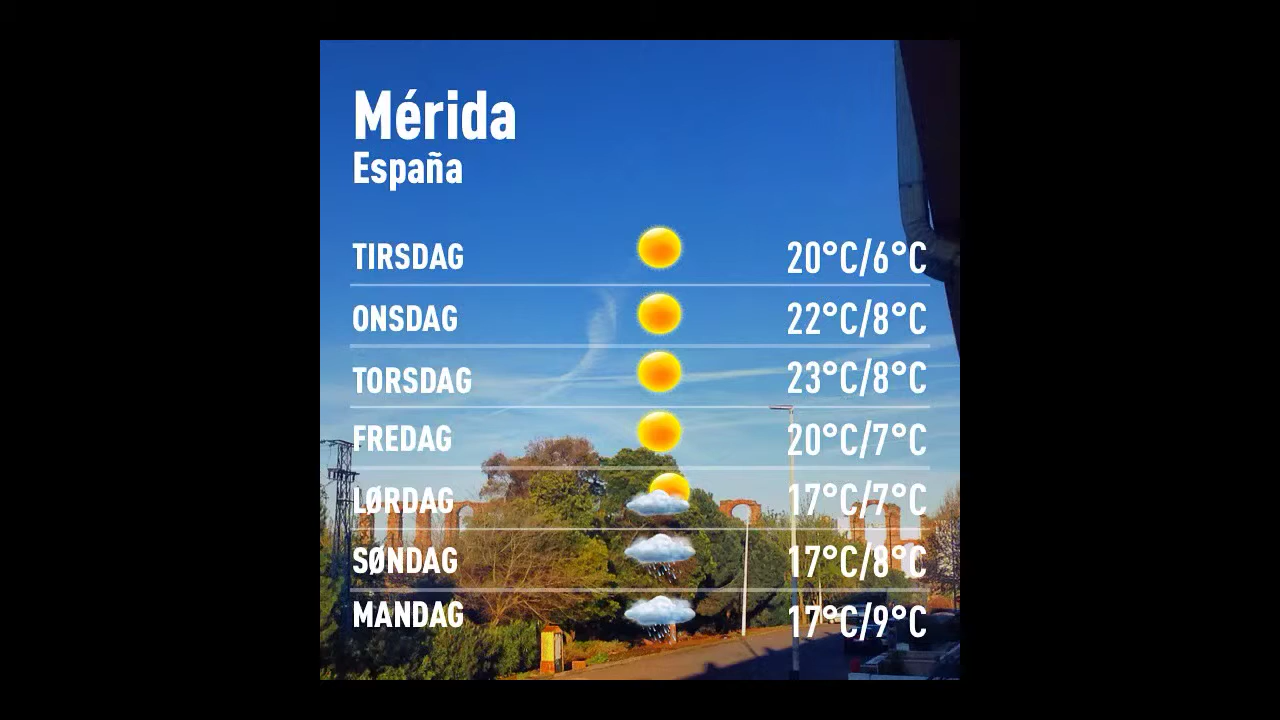 Mérida
España
TIRSDAG 20°C/6°C
ONSDAG 22°C/8°C
TORSDAG 23°C/8°C
FREDAG 20°C/7°C
LØRDAG 17°C/7°C
SØNDAG 17°C/8°C
MANDAG 17°C/9°C